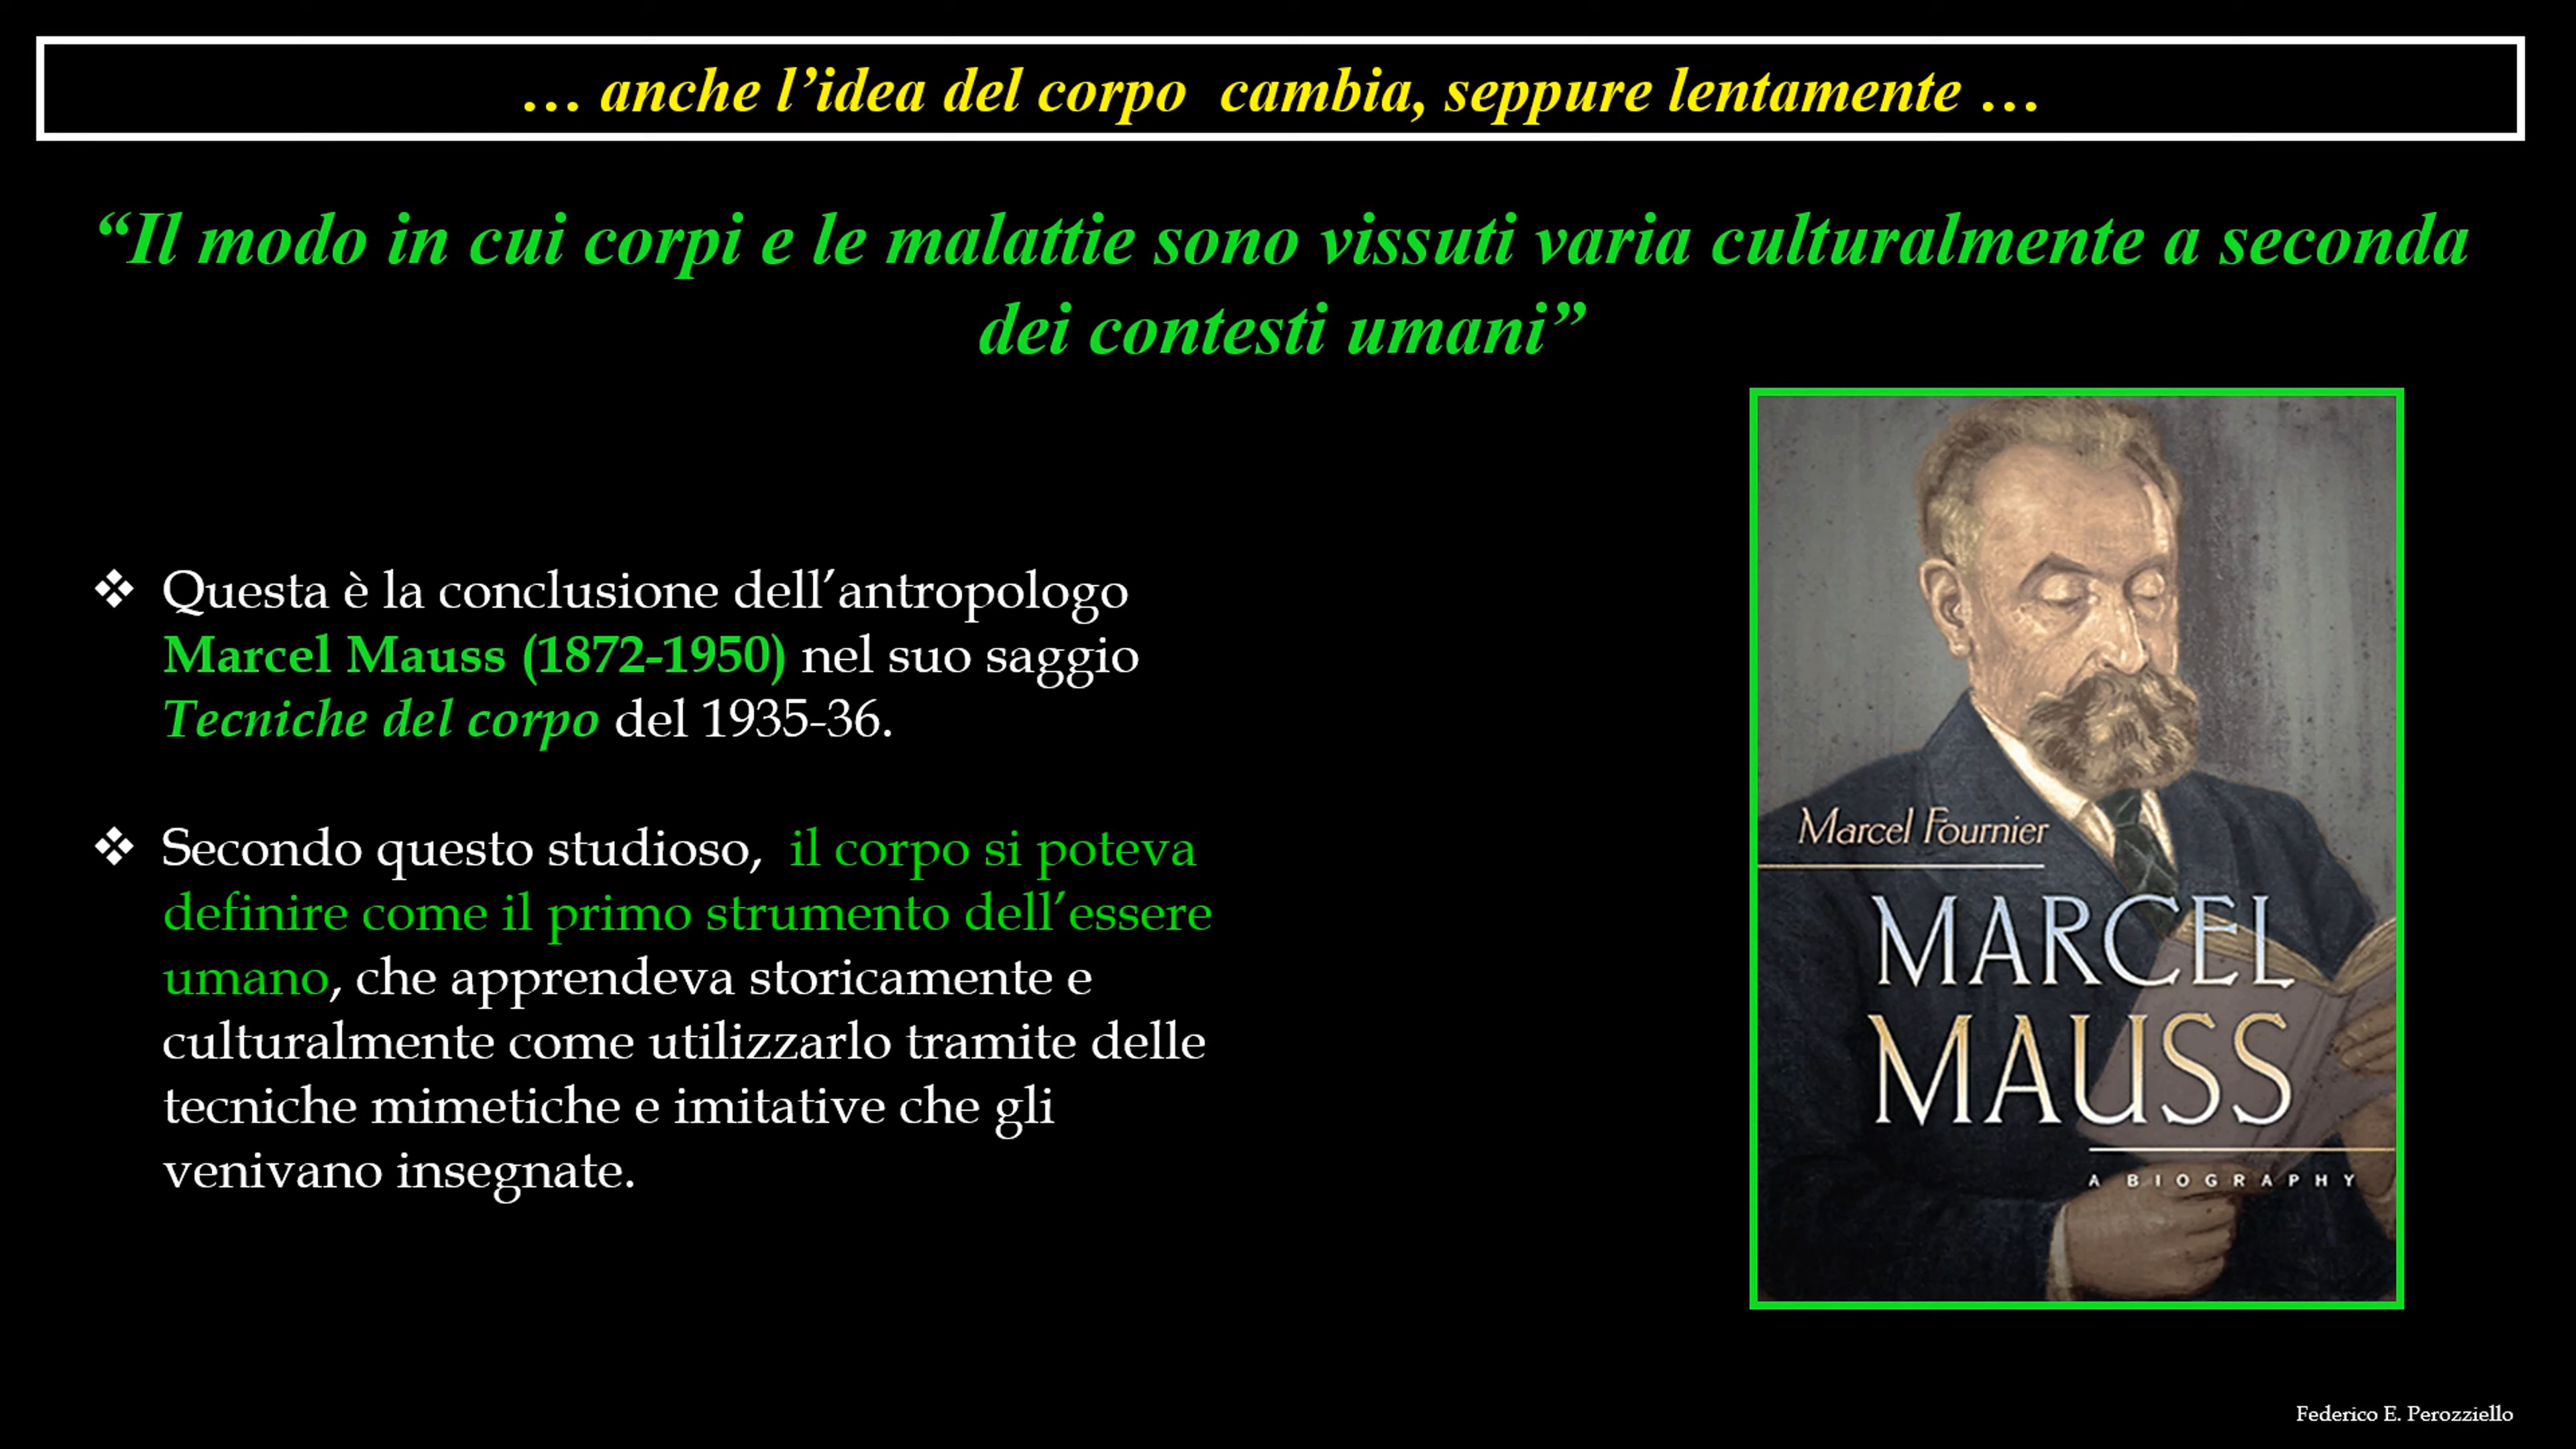 … anche l’idea del corpo  cambia, seppure lentamente …
“Il modo in cui corpi e le malattie sono vissuti varia culturalmente a seconda
dei contesti umani”
❖ Questa è la conclusione dell’antropologo
Marcel Mauss (1872-1950) nel suo saggio
Tecniche del corpo del 1935-36.
❖ Secondo questo studioso,  il corpo si poteva
definire come il primo strumento dell’essere
umano, che apprendeva storicamente e
culturalmente come utilizzarlo tramite delle
tecniche mimetiche e imitative che gli
venivano insegnate.
Marcel Fournier
MARCEL
MAUSS
A BIOGRAPHY
Federico E. Perozziello